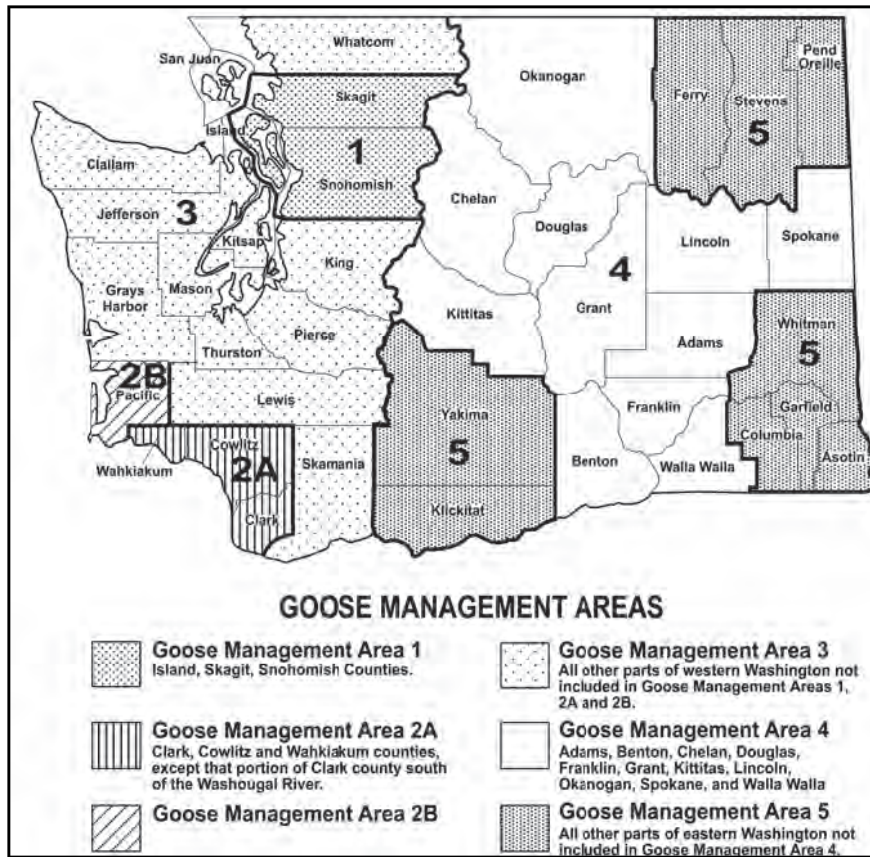 Whatcom
San Juan
Okanogan
Pend
Oreille
Skagit
Ferry
Stevens
Island
5
1
Clallam
Snohomish
Chelan
Jefferson
3
Douglas
Kitsap
Lincoln
Spokane
King
4
Grays
Harbor
Mason
Kittitas
Grant
Whitman
Pierce
Adams
5
Thurston
2B
Pacific
Lewis
Franklin
Garfield
Yakima
Columbia
Cowlitz
Wahkiakum
2A
Skamania
5
Benton
Walla Walla
Asotin
Clark
Klickitat
GOOSE MANAGEMENT AREAS
Goose Management Area 1
Island, Skagit, Snohomish Counties.
Goose Management Area 2A
Clark, Cowlitz and Wahkiakum counties,
except that portion of Clark county south
of the Washougal River.
Goose Management Area 2B
Goose Management Area 3
All other parts of western Washington not
included in Goose Management Areas 1,
2A and 2B.
Goose Management Area 4
Adams, Benton, Chelan, Douglas,
Franklin, Grant, Kittitas, Lincoln,
Okanogan, Spokane, and Walla Walla
Goose Management Area 5
All other parts of eastern Washington not
included in Goose Management Area 4.